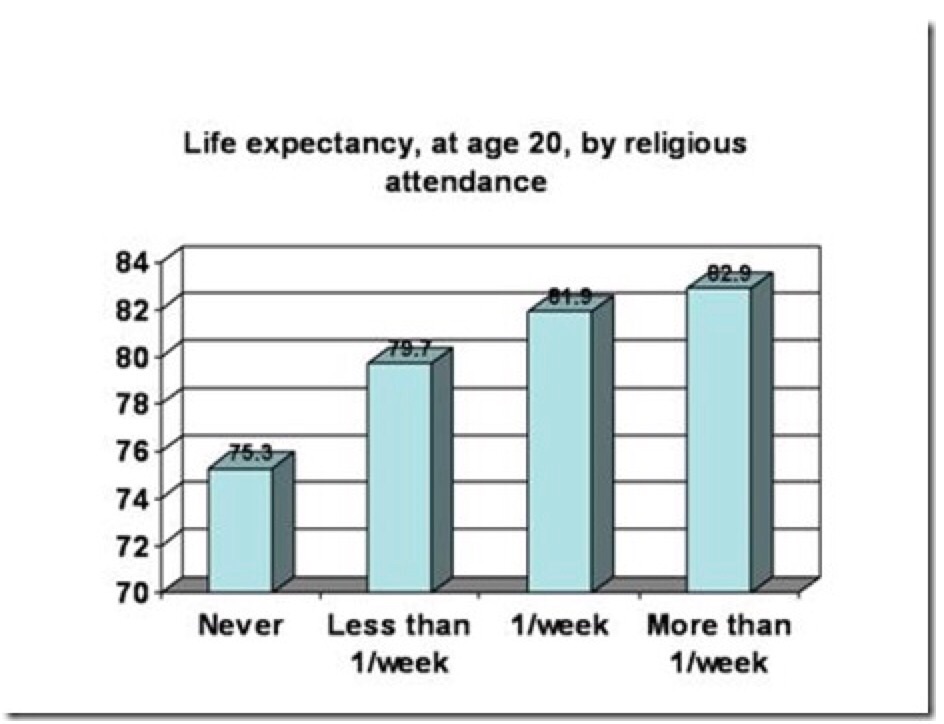 Life expectancy, at age 20, by religious
attendance
84
82
80
78
76
74
72
70
75.3
79.7
81.9
82.9
Never
Less than
1/week
1/week
More than
1/week